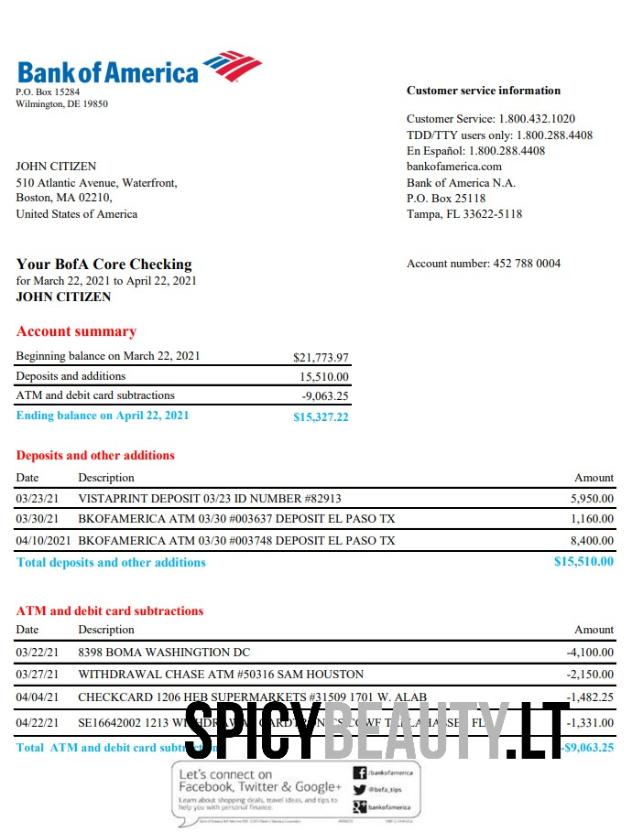 Bank of America
P.O. Box 15284
Wilmington, DE 19850
Customer service information
Customer Service: 1.800.432.1020
TDD/TTY users only: 1.800.288.4408
En Español: 1.800.288.4408
bankofamerica.com
Bank of America N.A.
P.O. Box 25118
Tampa, FL 33622-5118
JOHN CITIZEN
510 Atlantic Avenue, Waterfront,
Boston, MA 02210,
United States of America
Your BofA Core Checking
for March 22, 2021 to April 22, 2021
JOHN CITIZEN
Account number: 452 788 0004
Account summary
Beginning balance on March 22, 2021 $21,773.97
Deposits and additions 15,510.00
ATM and debit card subtractions -9,063.25
Ending balance on April 22, 2021 $15,327.22
Deposits and other additions
Date Description Amount
03/23/21 VISTAPRINT DEPOSIT 03/23 ID NUMBER #82913 5,950.00
03/30/21 BKOFAMERICA ATM 03/30 #003637 DEPOSIT EL PASO TX 1,160.00
04/10/2021 BKOFAMERICA ATM 03/30 #003748 DEPOSIT EL PASO TX 8,400.00
Total deposits and other additions $15,510.00
ATM and debit card subtractions
Date Description Amount
03/22/21 8398 BOMA WASHINGTION DC -4,100.00
03/27/21 WITHDRAWAL CHASE ATM #50316 SAM HOUSTON -2,150.00
04/04/21 CHECKCARD 1206 HEB SUPERMARKETS #31509 1701 W. ALAB -1,482.25
04/22/21 SE16642002 1213 -1,331.00
SPICYBEAUTY.LT
Total ATM and debit card -$9,063.25
Let's connect on
Facebook, Twitter & Google+
Learn about shopping deals, travel ideas, and tips to
help you with personal finance.
/bankofamerica
@bofa_tips
bankofamerica